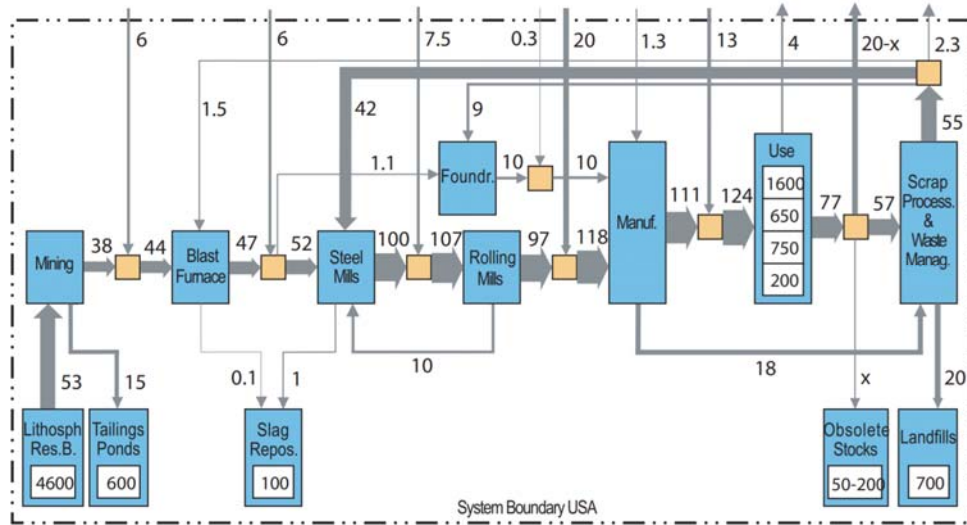 6
6
7.5
0.3
20
1.3
13
4
20-x
2.3
1.5
42
9
55
1.1
Foundr.
10
10
Manuf.
111
124
Use
1600
650
750
200
77
57
Scrap
Process.
&
Waste
Manag.
Mining
38
44
Blast
Furnace
47
52
Steel
Mills
100
107
Rolling
Mills
97
118
53
15
0.1
1
10
18
x
20
Lithosph
Res.B.
4600
Tailings
Ponds
600
Slag
Repos.
100
Obsolete
Stocks
50-200
Landfills
700
System Boundary USA